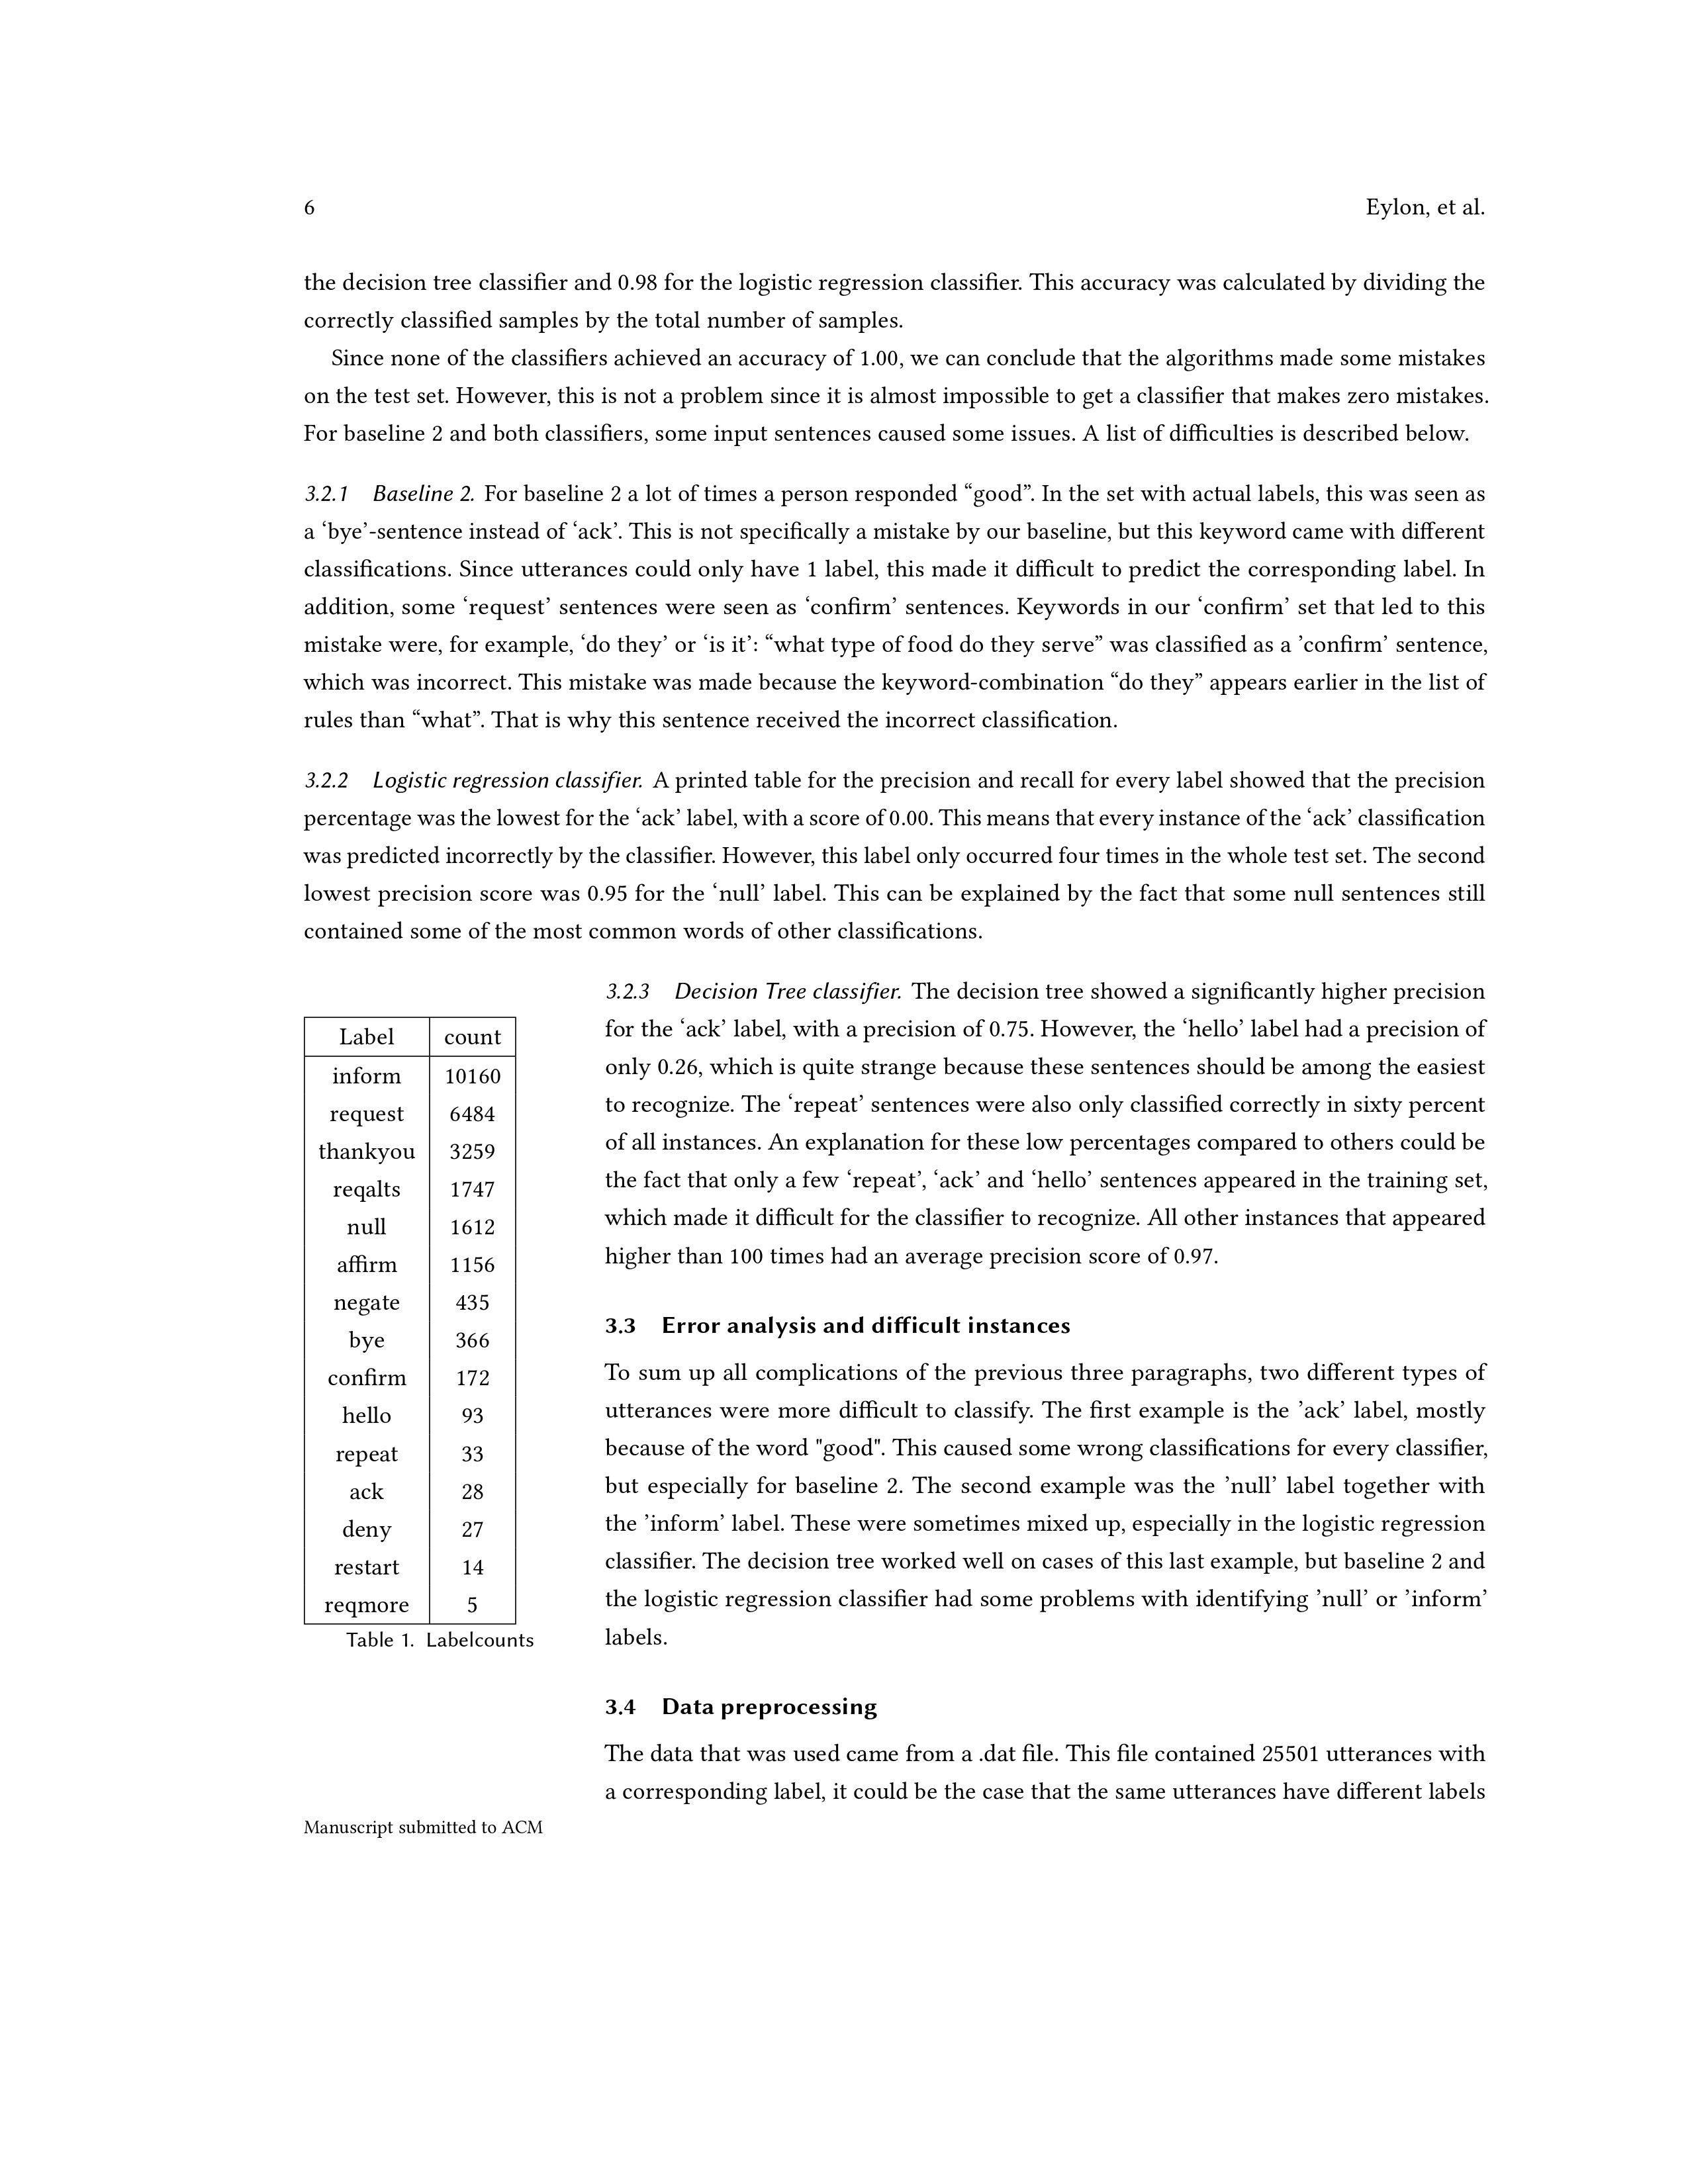 6
Eylon, et al.
the decision tree classifier and 0.98 for the logistic regression classifier. This accuracy was calculated by dividing the
correctly classified samples by the total number of samples.
Since none of the classifiers achieved an accuracy of 1.00, we can conclude that the algorithms made some mistakes
on the test set. However, this is not a problem since it is almost impossible to get a classifier that makes zero mistakes.
For baseline 2 and both classifiers, some input sentences caused some issues. A list of difficulties is described below.
3.2.1 Baseline 2. For baseline 2 a lot of times a person responded “good”. In the set with actual labels, this was seen as
a ‘bye’-sentence instead of ‘ack’. This is not specifically a mistake by our baseline, but this keyword came with different
classifications. Since utterances could only have 1 label, this made it difficult to predict the corresponding label. In
addition, some ‘request’ sentences were seen as ‘confirm’ sentences. Keywords in our ‘confirm’ set that led to this
mistake were, for example, ‘do they’ or ‘is it’: “what type of food do they serve” was classified as a ’confirm’ sentence,
which was incorrect. This mistake was made because the keyword-combination “do they” appears earlier in the list of
rules than “what”. That is why this sentence received the incorrect classification.
3.2.2 Logistic regression classifier. A printed table for the precision and recall for every label showed that the precision
percentage was the lowest for the ‘ack’ label, with a score of 0.00. This means that every instance of the ‘ack’ classification
was predicted incorrectly by the classifier. However, this label only occurred four times in the whole test set. The second
lowest precision score was 0.95 for the ‘null’ label. This can be explained by the fact that some null sentences still
contained some of the most common words of other classifications.
Label count
inform 10160
request 6484
thankyou 3259
reqalts 1747
null 1612
affirm 1156
negate 435
bye 366
confirm 172
hello 93
repeat 33
ack 28
deny 27
restart 14
reqmore 5
Table 1. Labelcounts
3.2.3 Decision Tree classifier. The decision tree showed a significantly higher precision
for the ‘ack’ label, with a precision of 0.75. However, the ‘hello’ label had a precision of
only 0.26, which is quite strange because these sentences should be among the easiest
to recognize. The ‘repeat’ sentences were also only classified correctly in sixty percent
of all instances. An explanation for these low percentages compared to others could be
the fact that only a few ‘repeat’, ‘ack’ and ‘hello’ sentences appeared in the training set,
which made it difficult for the classifier to recognize. All other instances that appeared
higher than 100 times had an average precision score of 0.97.
3.3 Error analysis and difficult instances
To sum up all complications of the previous three paragraphs, two different types of
utterances were more difficult to classify. The first example is the ’ack’ label, mostly
because of the word "good". This caused some wrong classifications for every classifier,
but especially for baseline 2. The second example was the ’null’ label together with
the ’inform’ label. These were sometimes mixed up, especially in the logistic regression
classifier. The decision tree worked well on cases of this last example, but baseline 2 and
the logistic regression classifier had some problems with identifying ’null’ or ’inform’
labels.
3.4 Data preprocessing
The data that was used came from a .dat file. This file contained 25501 utterances with
a corresponding label, it could be the case that the same utterances have different labels
Manuscript submitted to ACM